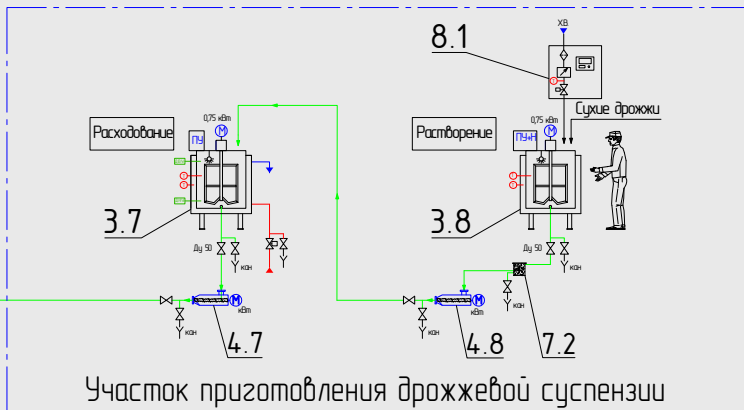 ХВ
8.1
Сухие дрожжи
Расходование
ПУ
0,75 кВт
М
Растворение
ПУ+Н
0,75 кВт
М
Т
Т
Т
Т
Т
3.7
3.8
Ду 50
кан
Ду 50
кан
М
кВт
кан
4.7
М
кВт
кан
4.8
кан
7.2
Участок приготовления дрожжевой суспензии